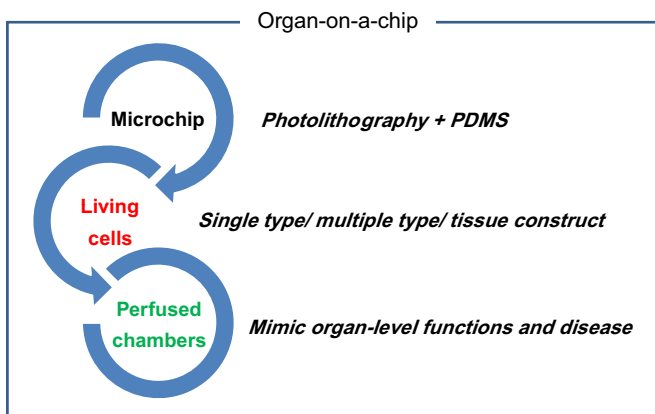 Organ-on-a-chip
Microchip
Photolithography + PDMS
Living
cells
Single type/ multiple type/ tissue construct
Perfused
chambers
Mimic organ-level functions and disease